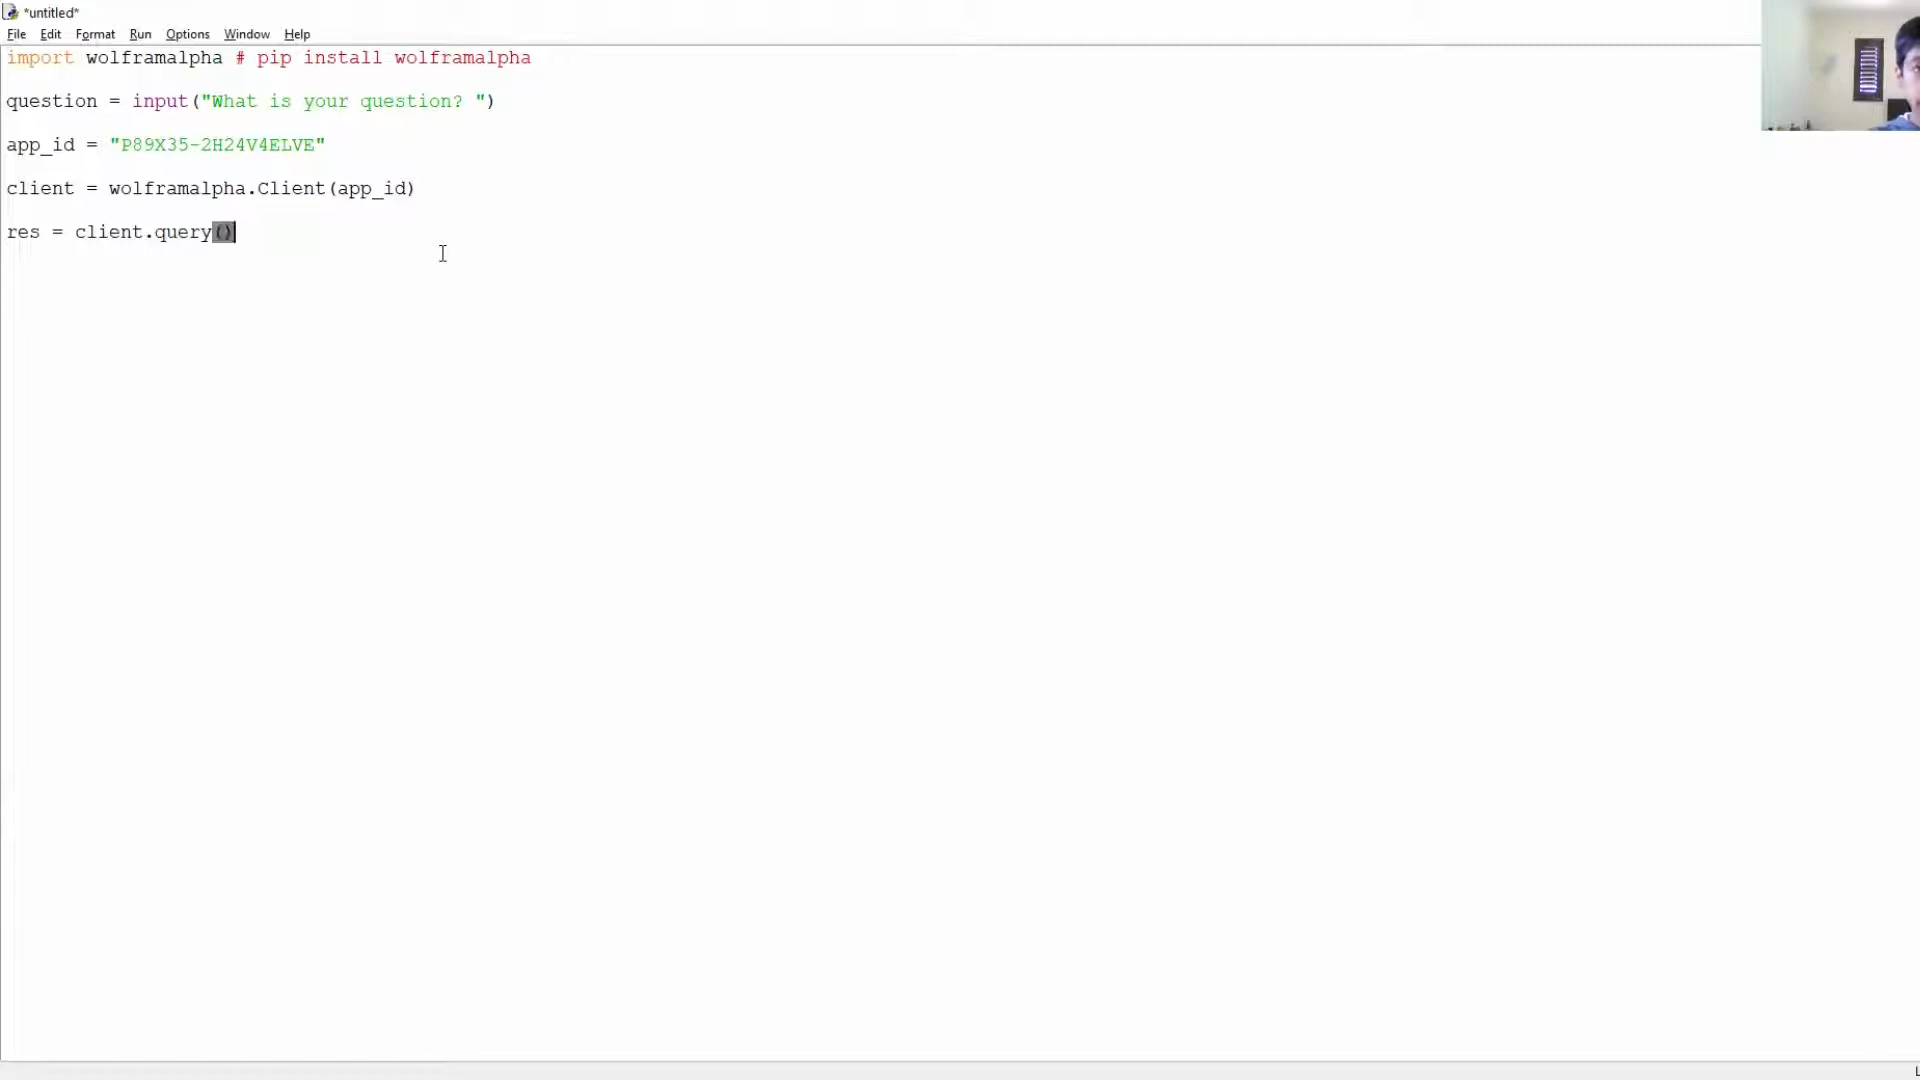 *untitled*
File Edit Format Run Options Window Help
import wolframalpha # pip install wolframalpha
question = input("What is your question? ")
app_id = "P89X35-2H24V4ELVE"
client = wolframalpha.Client(app_id)
res = client.query()